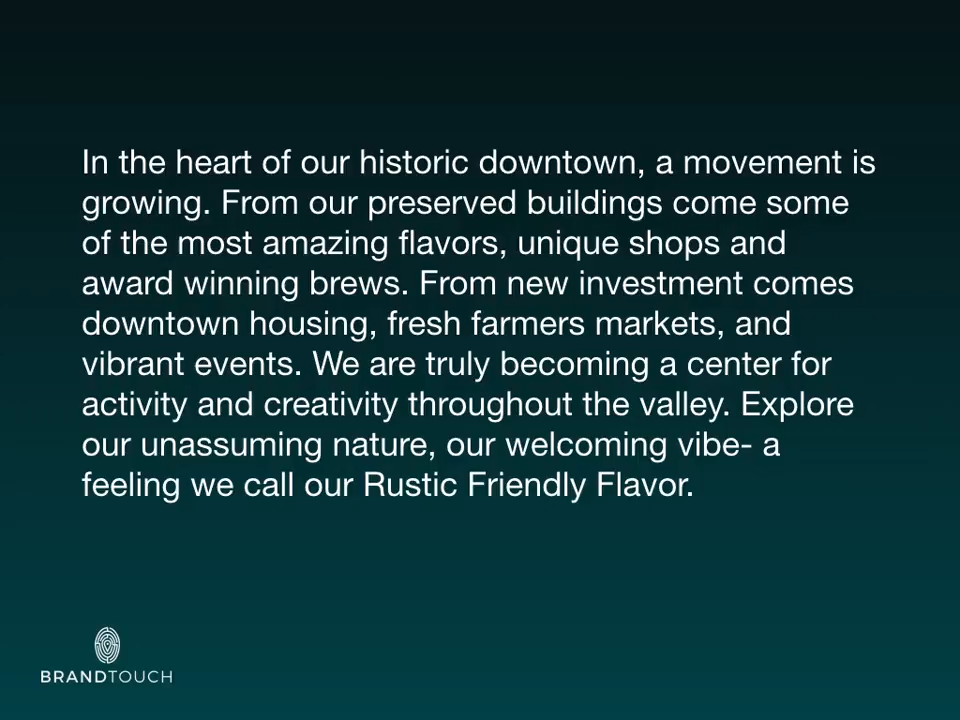 In the heart of our historic downtown, a movement is
growing. From our preserved buildings come some
of the most amazing flavors, unique shops and
award winning brews. From new investment comes
downtown housing, fresh farmers markets, and
vibrant events. We are truly becoming a center for
activity and creativity throughout the valley. Explore
our unassuming nature, our welcoming vibe- a
feeling we call our Rustic Friendly Flavor.
BRANDTOUCH